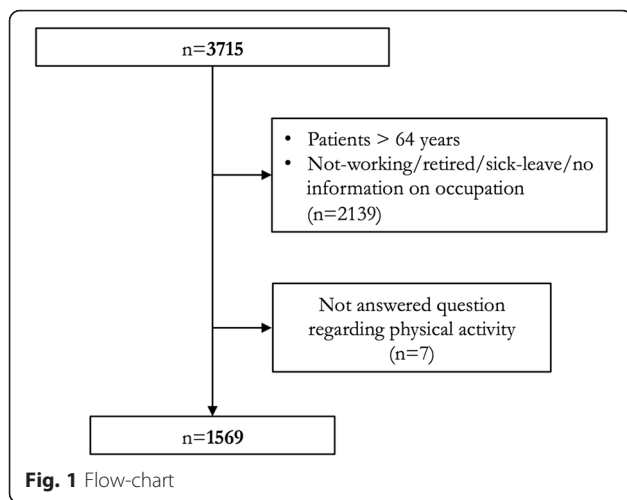 n=3715
• Patients > 64 years
• Not-working/retired/sick-leave/no
information on occupation
(n=2139)
Not answered question
regarding physical activity
(n=7)
n=1569
Fig. 1 Flow-chart